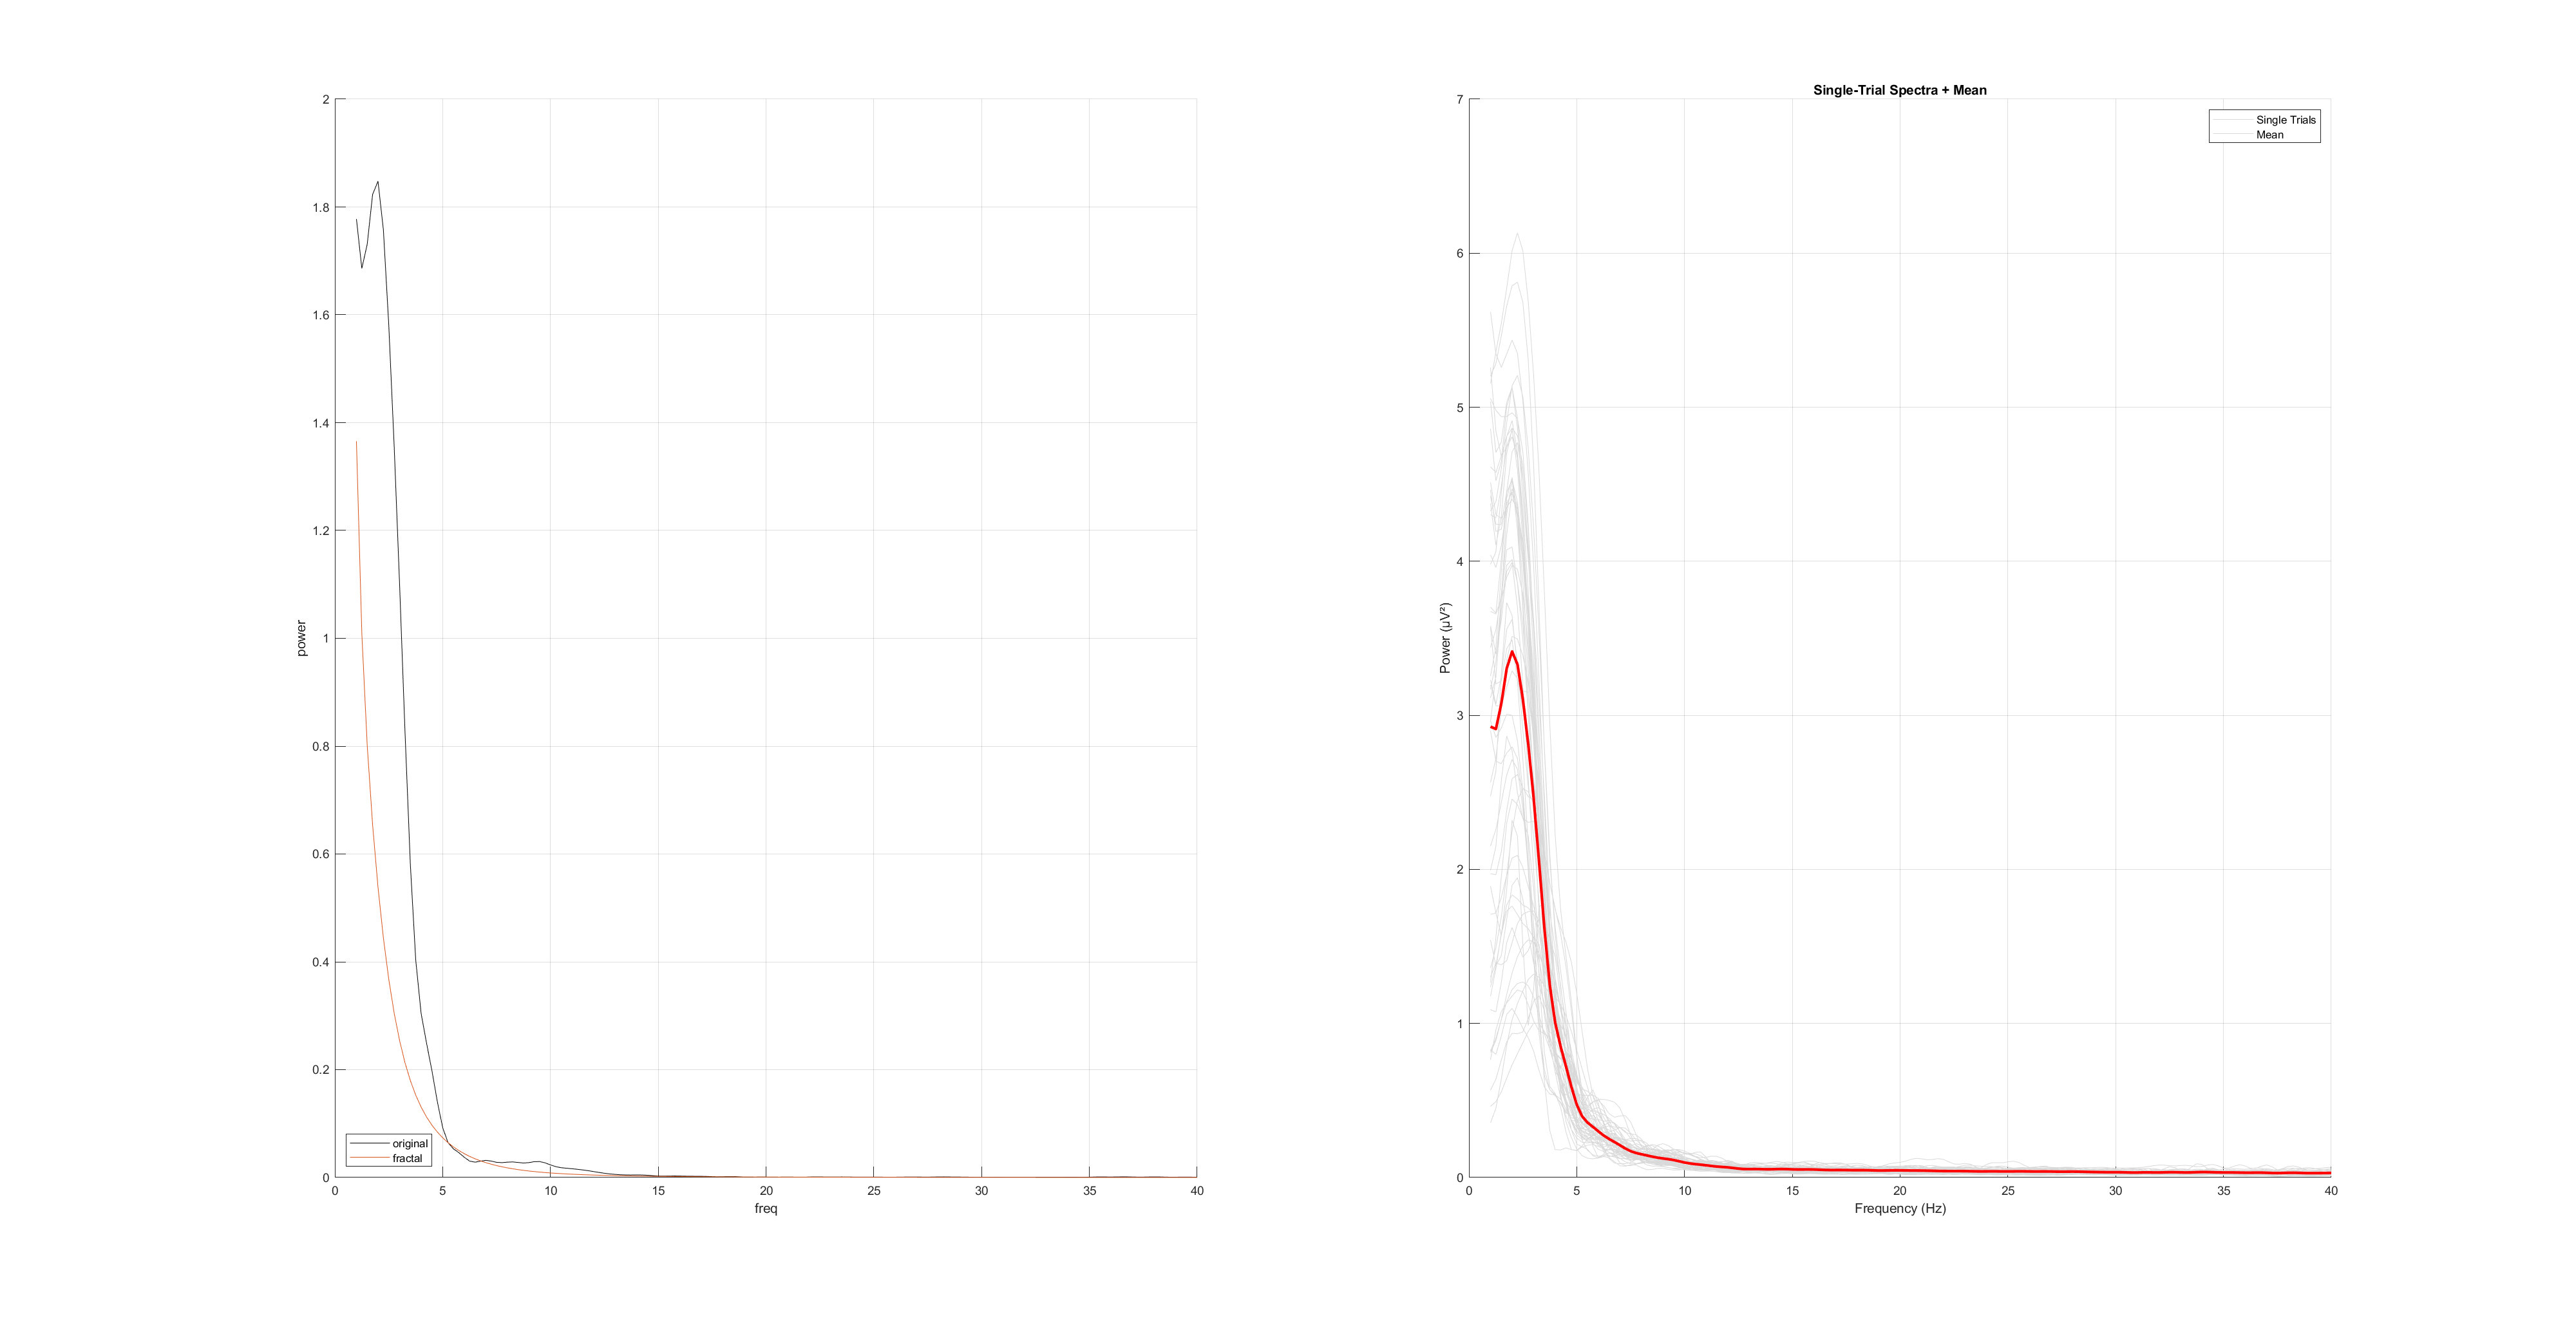 2
1.8
1.6
1.4
1.2
1
0.8
0.6
0.4
0.2
0
power
original
fractal
0 5 10 15 20 25 30 35 40
freq
Single-Trial Spectra + Mean
7
6
5
4
3
2
1
0
Power (μV²)
Single Trials
Mean
0 5 10 15 20 25 30 35 40
Frequency (Hz)